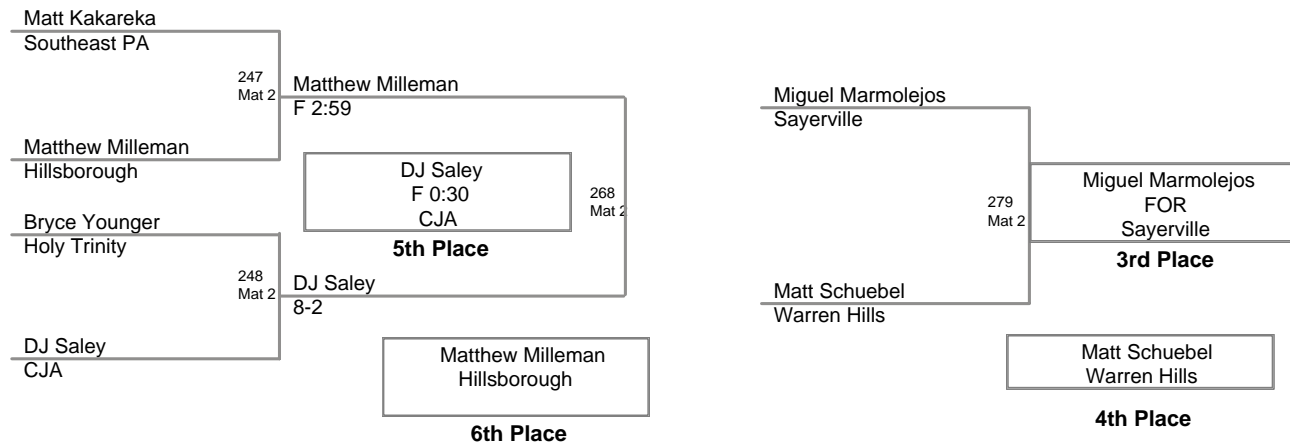 Matt Kakareka
Southeast PA
247
Mat 2
Matthew Milleman
F 2:59
Matthew Milleman
Hillsborough
DJ Saley
F 0:30
CJA
5th Place
268
Mat 2
Bryce Younger
Holy Trinity
248
Mat 2
DJ Saley
8-2
DJ Saley
CJA
Matthew Milleman
Hillsborough
6th Place
Miguel Marmolejos
Sayerville
279
Mat 2
Miguel Marmolejos
FOR
Sayerville
3rd Place
Matt Schuebel
Warren Hills
Matt Schuebel
Warren Hills
4th Place